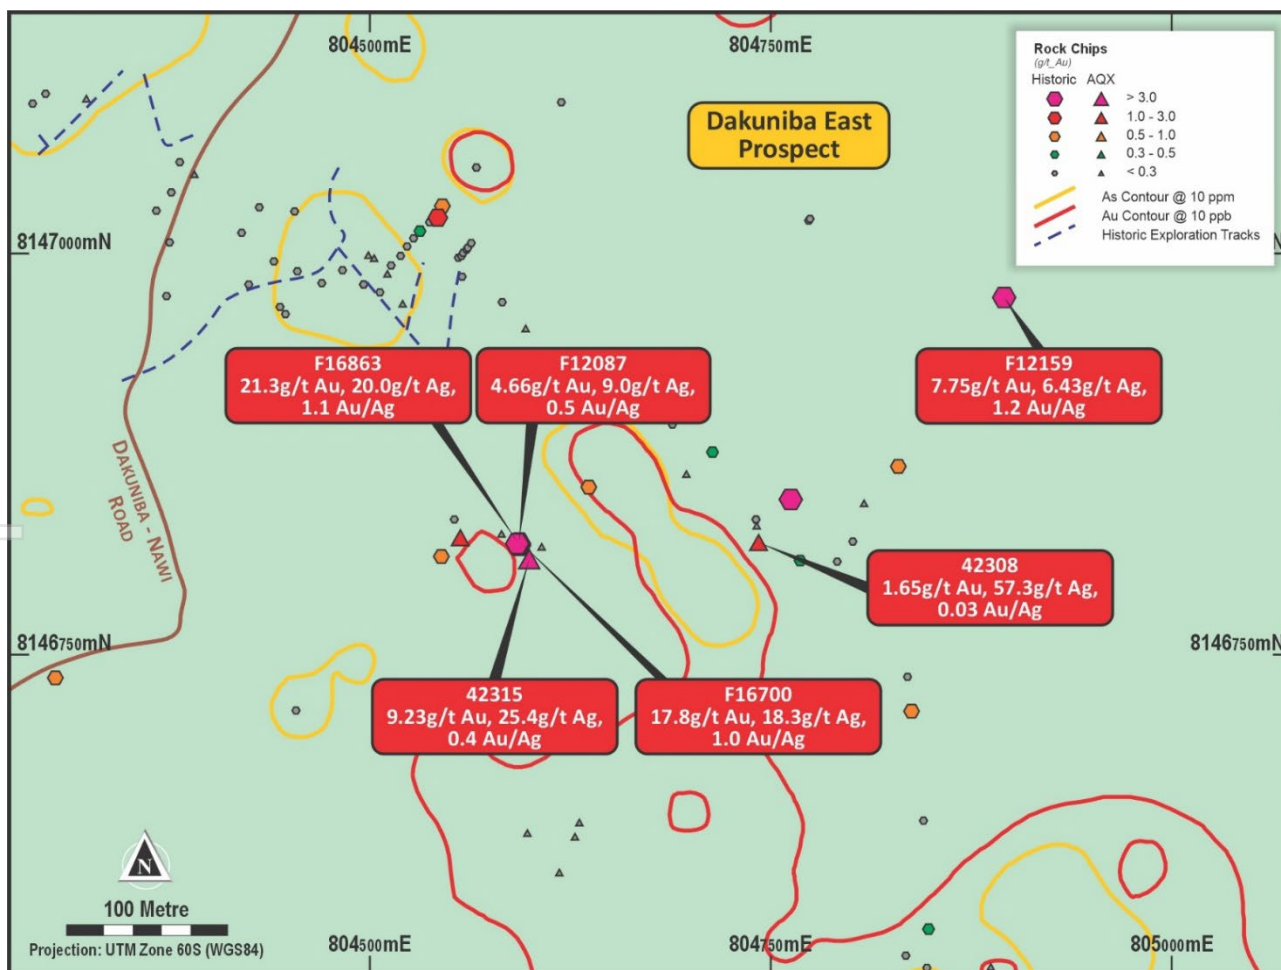 804500mE
804750mE
Rock Chips
(g/t_Au)
Historic AQX
> 3.0
1.0 - 3.0
0.5 - 1.0
0.3 - 0.5
< 0.3
As Contour @ 10 ppm
Au Contour @ 10 ppb
Historic Exploration Tracks
Dakuniba East
Prospect
8147000mN
F16863
21.3g/t Au, 20.0g/t Ag,
1.1 Au/Ag
F12087
4.66g/t Au, 9.0g/t Ag,
0.5 Au/Ag
F12159
7.75g/t Au, 6.43g/t Ag,
1.2 Au/Ag
DAKUNIBA - NAWI
ROAD
42308
1.65g/t Au, 57.3g/t Ag,
0.03 Au/Ag
8146750mN
8146750mN
42315
9.23g/t Au, 25.4g/t Ag,
0.4 Au/Ag
F16700
17.8g/t Au, 18.3g/t Ag,
1.0 Au/Ag
N
100 Metre
Projection: UTM Zone 60S (WGS84)
804500mE
804750mE
805000mE